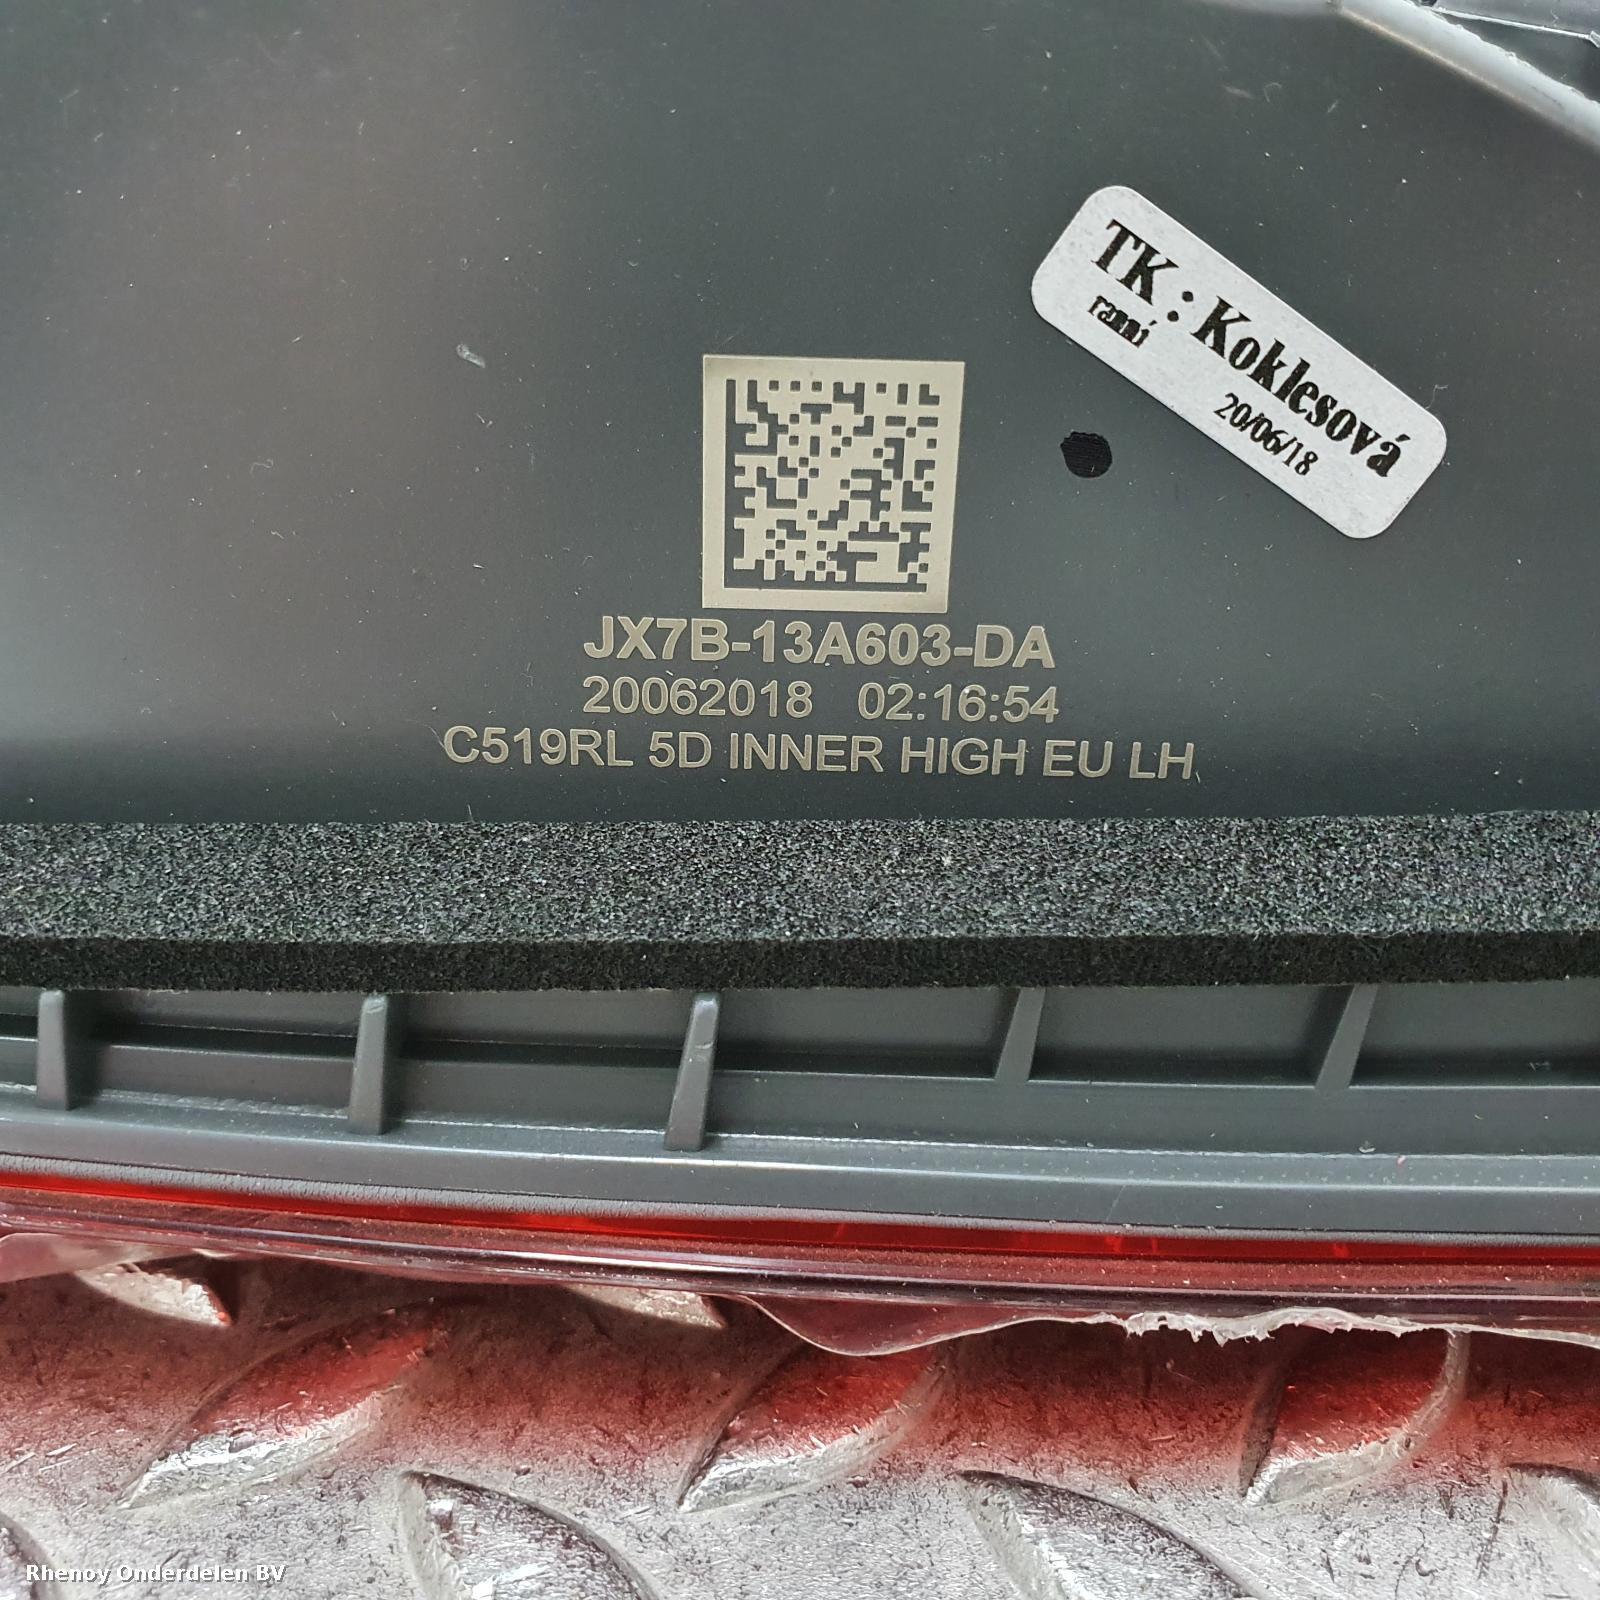 TK : Koklesová
ranní
20/06/18
JX7B-13A603-DA
20062018 02:16:54
C519RL 5D INNER HIGH EU LH
Rhenoy Onderdelen BV